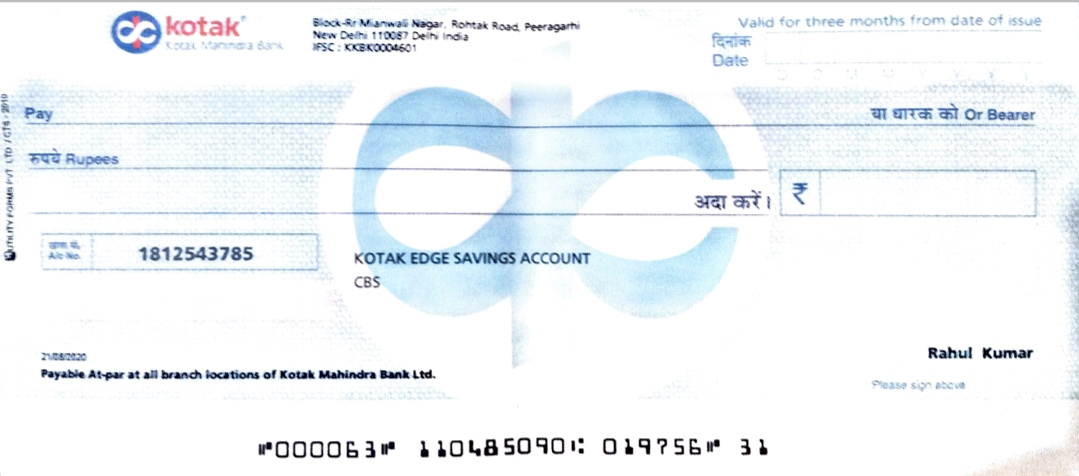 kotak
Kotak Mahindra Bank
Block-Rr Mianwali Nagar, Rohtak Road, Peeragarhi
New Delhi 110087 Delhi India
IFSC : KKBK0004601
Valid for three months from date of issue
दिनांक
Date
D D M M Y Y Y Y
Pay
या धारक को Or Bearer
रुपये Rupees
अदा करें। ₹
खाता सं.
A/c No.
1812543785
KOTAK EDGE SAVINGS ACCOUNT
CBS
UTILITY FORMS PVT. LTD / CTS - 2010
21/08/2020
Payable At-par at all branch locations of Kotak Mahindra Bank Ltd.
Rahul Kumar
Please sign above
⑈000063⑈ 110485090⑆ 019756⑈ 31